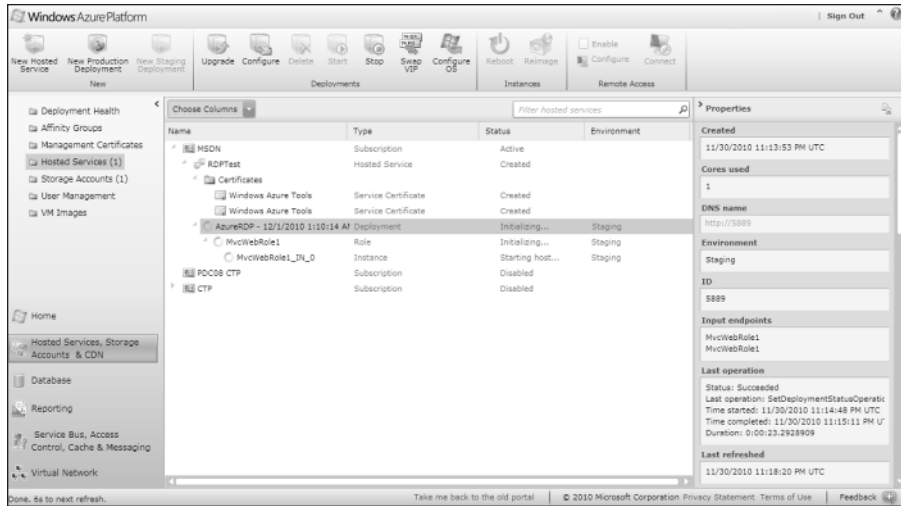 Windows Azure Platform
Sign Out
New Hosted Service
New Production Deployment
New Staging Deployment
New
Upgrade
Configure
Delete
Start
Stop
Swap VIP
Configure OS
Deployments
Reboot
Reimage
Instances
Enable
Configure
Connect
Remote Access
Deployment Health
Affinity Groups
Management Certificates
Hosted Services (1)
Storage Accounts (1)
User Management
VM Images
Home
Hosted Services, Storage
Accounts & CDN
Database
Reporting
Service Bus, Access
Control, Cache & Messaging
Virtual Network
Choose Columns
Filter hosted services
Name Type Status Environment
MSDN Subscription Active
RDPTest Hosted Service Created
Certificates
Windows Azure Tools Service Certificate Created
Windows Azure Tools Service Certificate Created
AzureRDP - 12/1/2010 1:10:14 AM Deployment Initializing... Staging
MvcWebRole1 Role Initializing... Staging
MvcWebRole1_IN_0 Instance Starting host... Staging
PDC08 CTP Subscription Disabled
CTP Subscription Disabled
Properties
Created
11/30/2010 11:13:53 PM UTC
Cores used
1
DNS name
http://5889
Environment
Staging
ID
5889
Input endpoints
MvcWebRole1
MvcWebRole1
Last operation
Status: Succeeded
Last operation: SetDeploymentStatusOperatic
Time started: 11/30/2010 11:14:48 PM UTC
Time completed: 11/30/2010 11:15:11 PM UT
Duration: 0:00:23.2928909
Last refreshed
11/30/2010 11:18:20 PM UTC
Done. 6s to next refresh.
Take me back to the old portal
© 2010 Microsoft Corporation Privacy Statement Terms of Use
Feedback